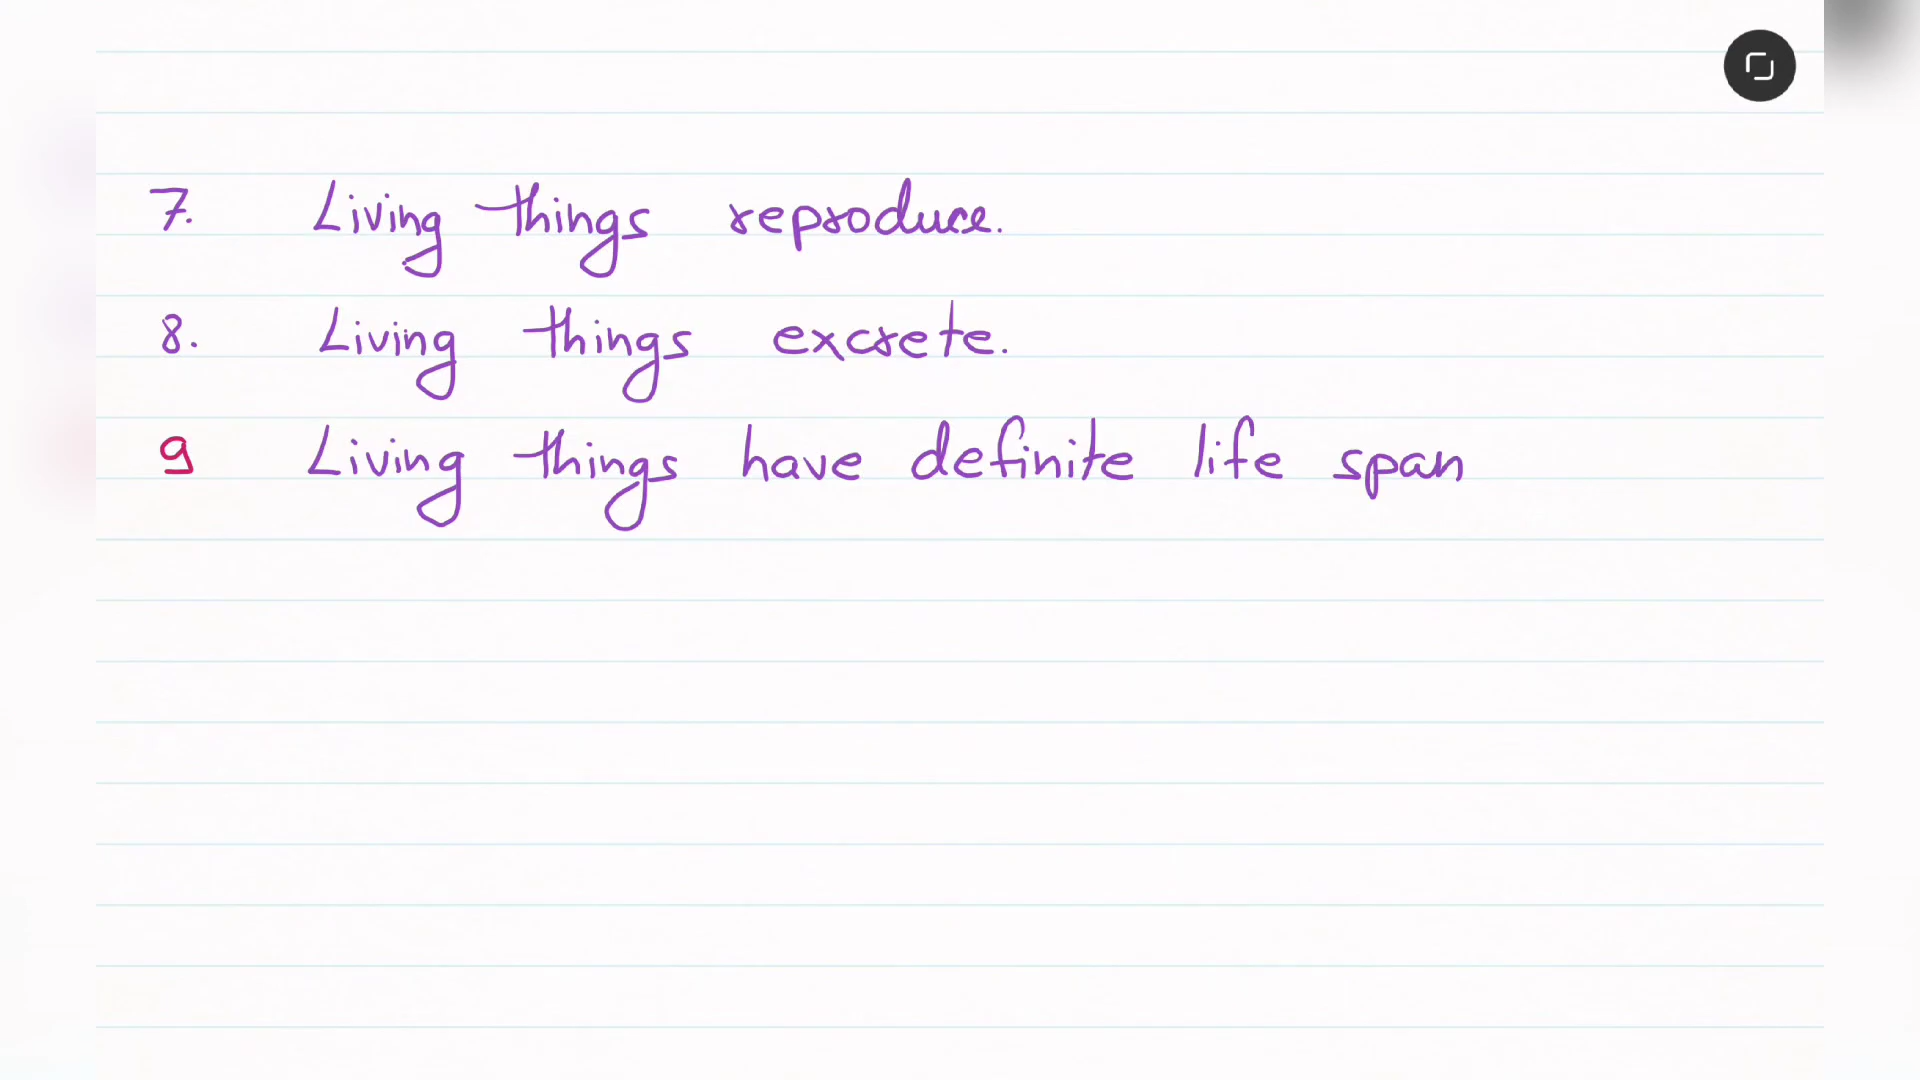 7. Living things reproduce.
8. Living things excrete.
9 Living things have definite life span